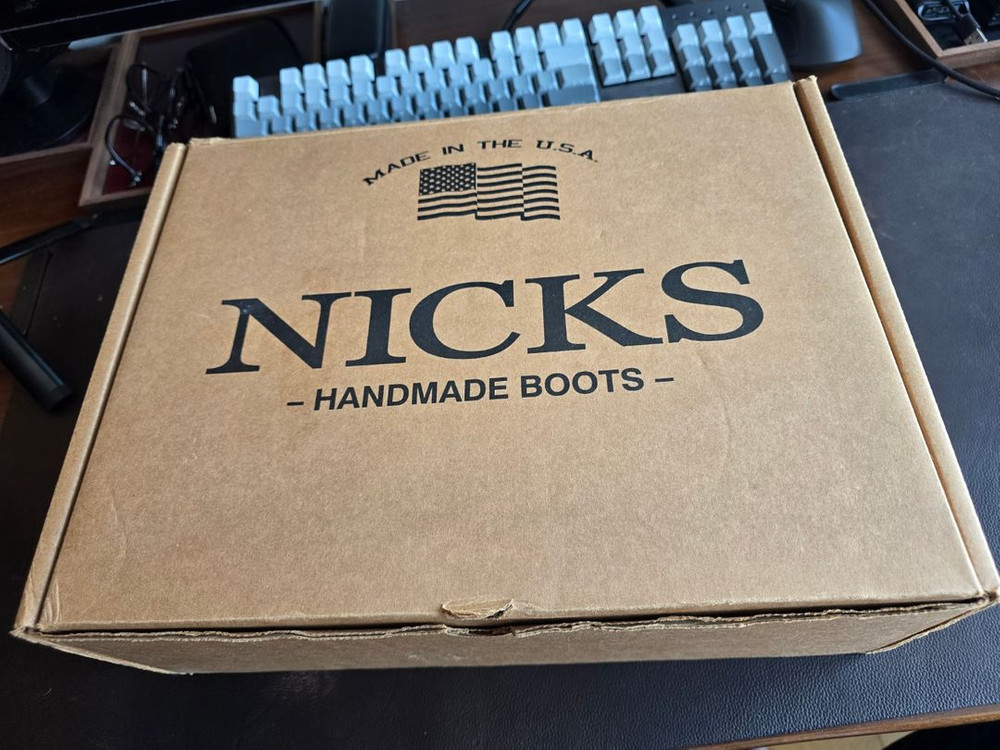 MADE IN THE U.S.A.
NICKS
– HANDMADE BOOTS –